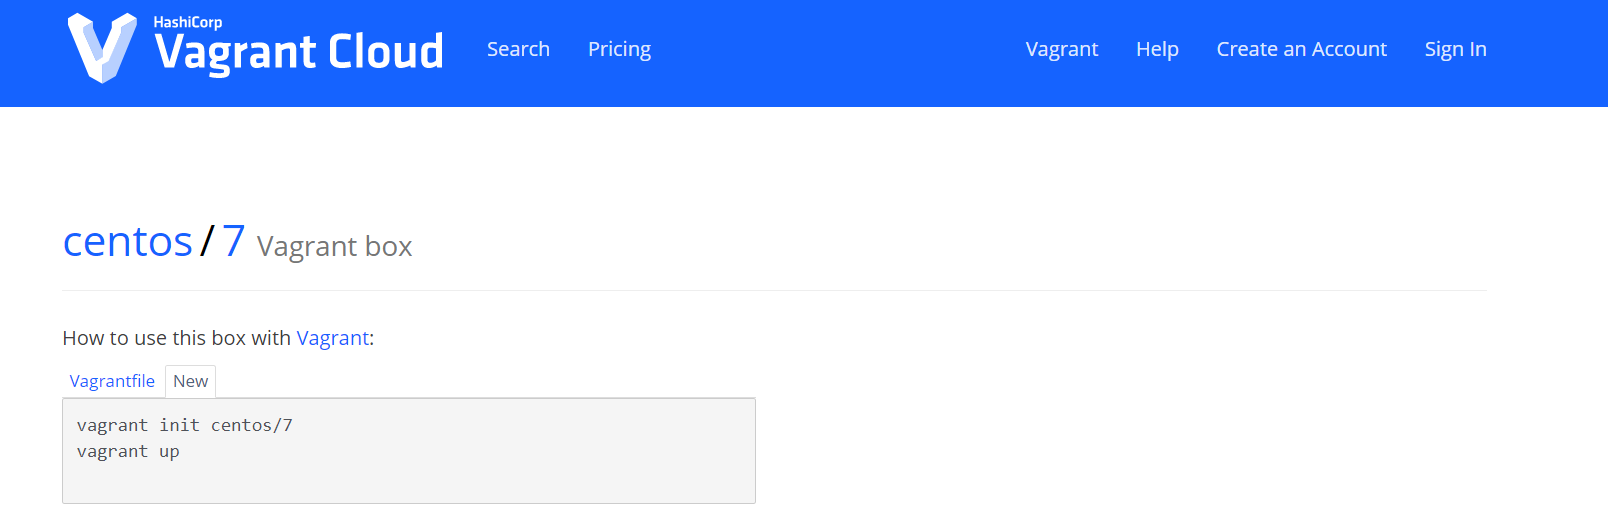 HashiCorp
Vagrant Cloud
Search
Pricing
Vagrant
Help
Create an Account
Sign In
centos / 7 Vagrant box
How to use this box with Vagrant:
Vagrantfile
New
vagrant init centos/7
vagrant up